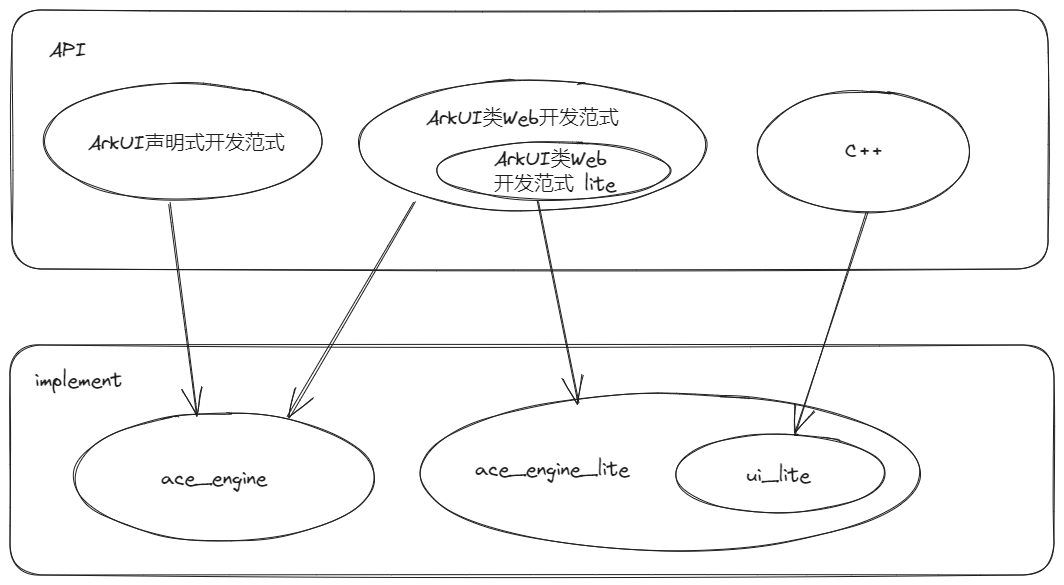 API
ArkUI声明式开发范式
ArkUI类Web开发范式
ArkUI类Web
开发范式 lite
C++
implement
ace_engine
ace_engine_lite
ui_lite